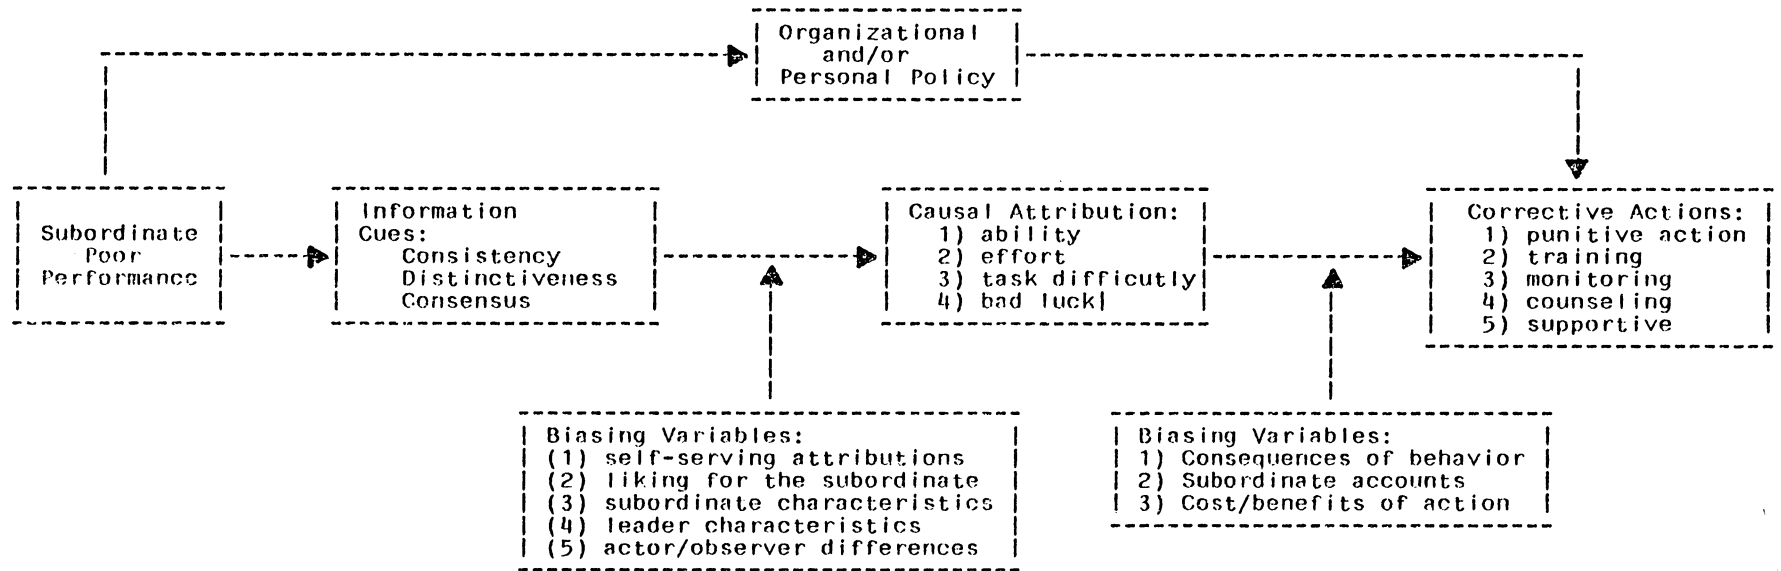 Organizational
and/or
Personal Policy
Subordinate
Poor
Performance
Information
Cues:
Consistency
Distinctiveness
Consensus
Causal Attribution:
1) ability
2) effort
3) task difficutly
4) bad luck
Corrective Actions:
1) punitive action
2) training
3) monitoring
4) counseling
5) supportive
Biasing Variables:
(1) self-serving attributions
(2) liking for the subordinate
(3) subordinate characteristics
(4) leader characteristics
(5) actor/observer differences
Biasing Variables:
1) Consequences of behavior
2) Subordinate accounts
3) Cost/benefits of action